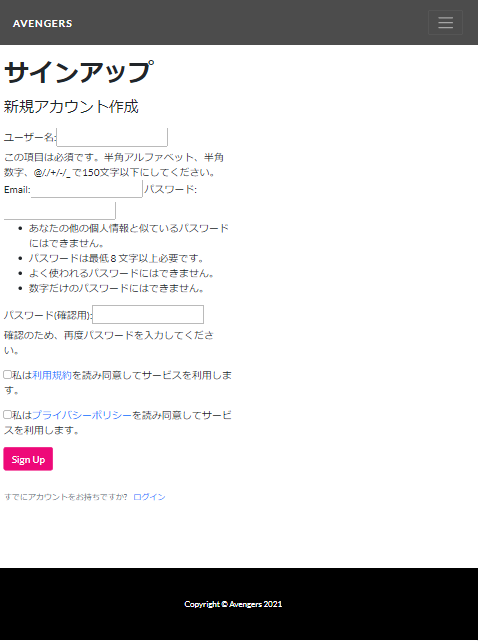 AVENGERS
サインアップ
新規アカウント作成
ユーザー名:
この項目は必須です。半角アルファベット、半角
数字、@/./+/-/_ で150文字以下にしてください。
Email: パスワード:
あなたの他の個人情報と似ているパスワード
にはできません。
パスワードは最低 8 文字以上必要です。
よく使われるパスワードにはできません。
数字だけのパスワードにはできません。
パスワード(確認用):
確認のため、再度パスワードを入力してくださ
い。
私は利用規約を読み同意してサービスを利用しま
す。
私はプライバシーポリシーを読み同意してサービ
スを利用します。
Sign Up
すでにアカウントをお持ちですか? ログイン
Copyright © Avengers 2021